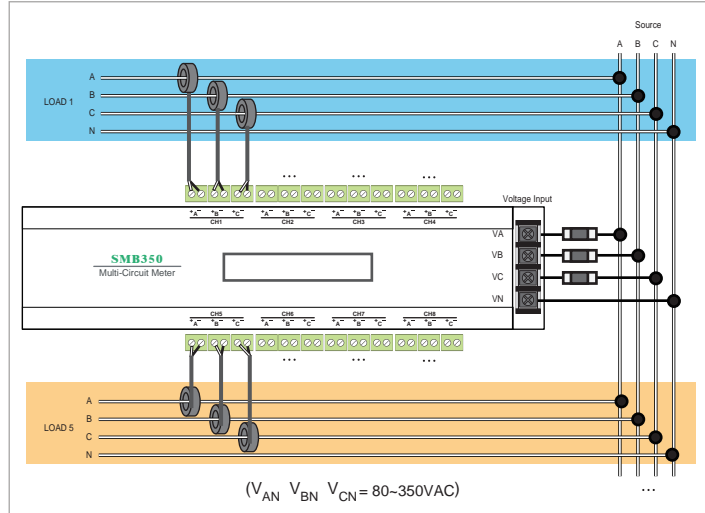 Source
A B C N
A
B
LOAD 1
C
N
... ... ...
Voltage Input
+A− +B− +C− +A− +B− +C− +A− +B− +C− +A− +B− +C−
CH1 CH2 CH3 CH4
VA
SMB350
VB
Multi-Circuit Meter
VC
VN
CH5 CH6 CH7 CH8
+A− +B− +C− +A− +B− +C− +A− +B− +C− +A− +B− +C−
... ... ...
A
B
LOAD 5
C
N
(VAN VBN VCN = 80~350VAC)
...